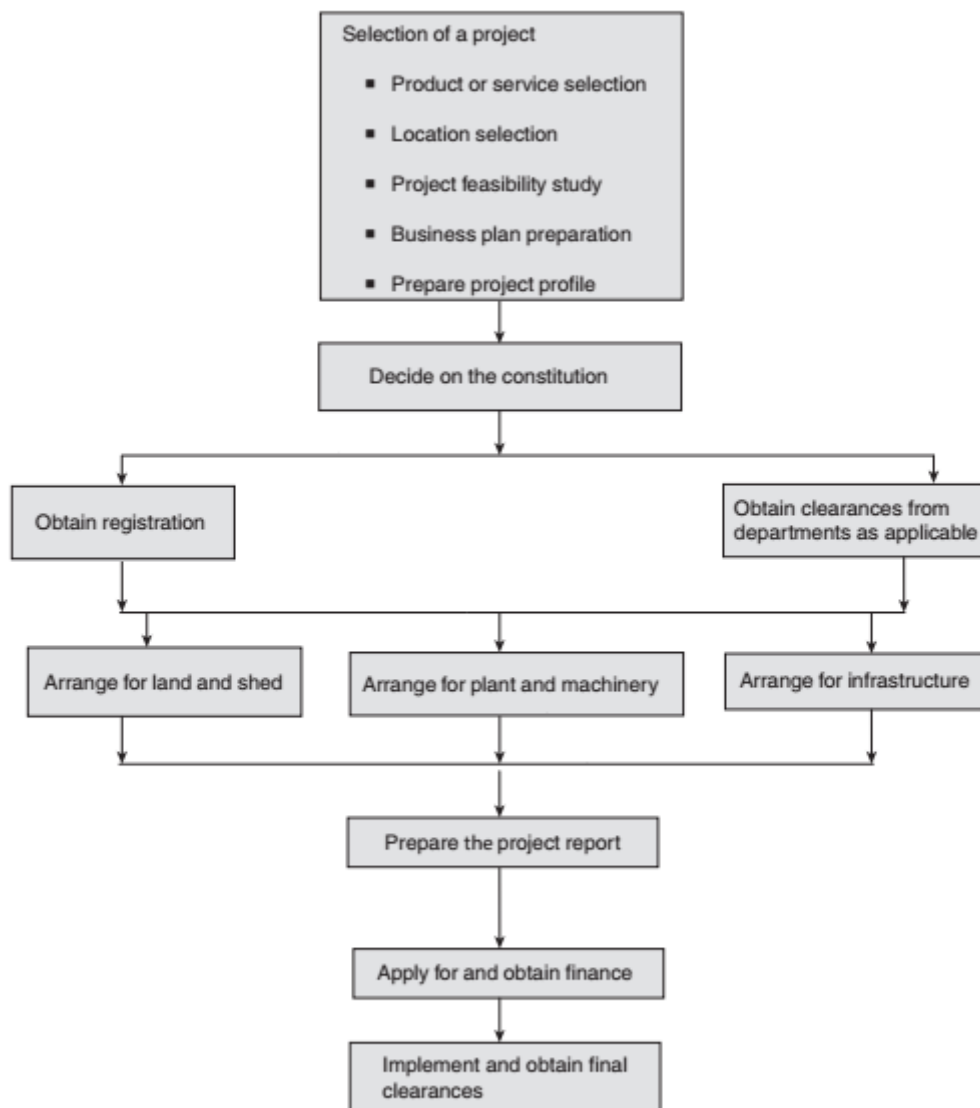 Selection of a project
▪ Product or service selection
▪ Location selection
▪ Project feasibility study
▪ Business plan preparation
▪ Prepare project profile
Decide on the constitution
Obtain registration
Obtain clearances from
departments as applicable
Arrange for land and shed
Arrange for plant and machinery
Arrange for infrastructure
Prepare the project report
Apply for and obtain finance
Implement and obtain final
clearances